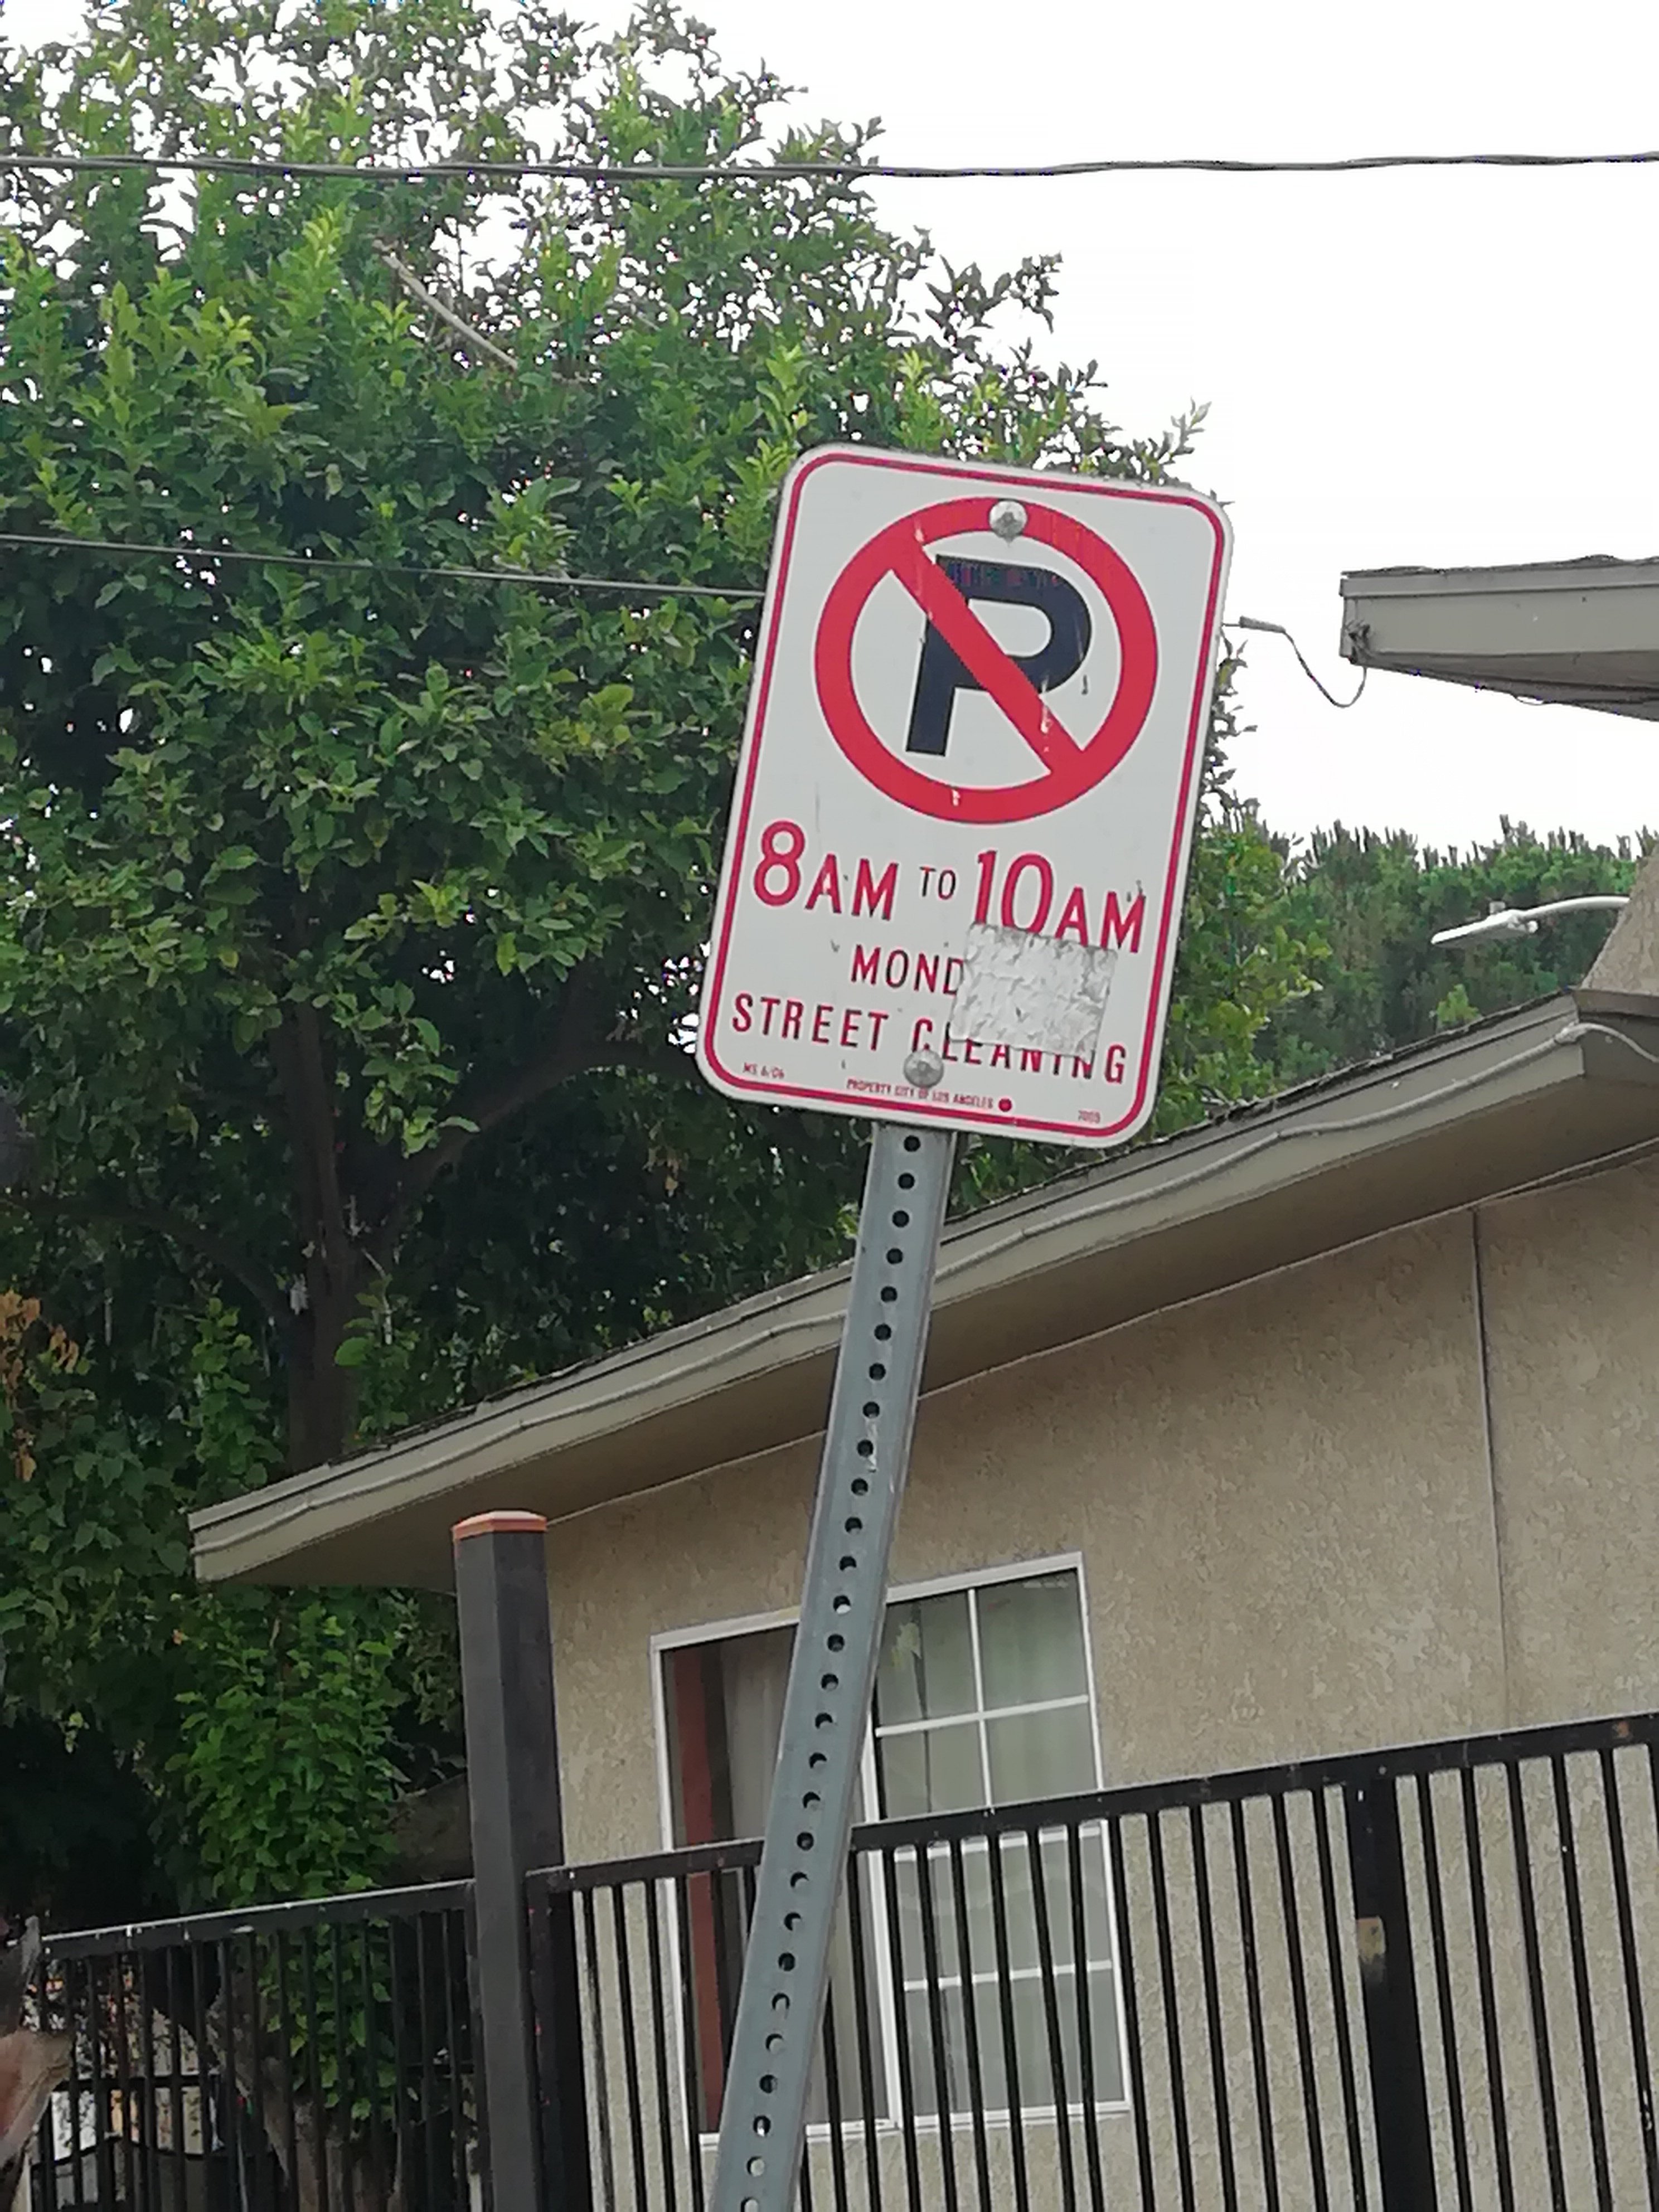 P
8AM TO 10AM
MOND
STREET CLEANING
PROPERTY CITY OF LOS ANGELES